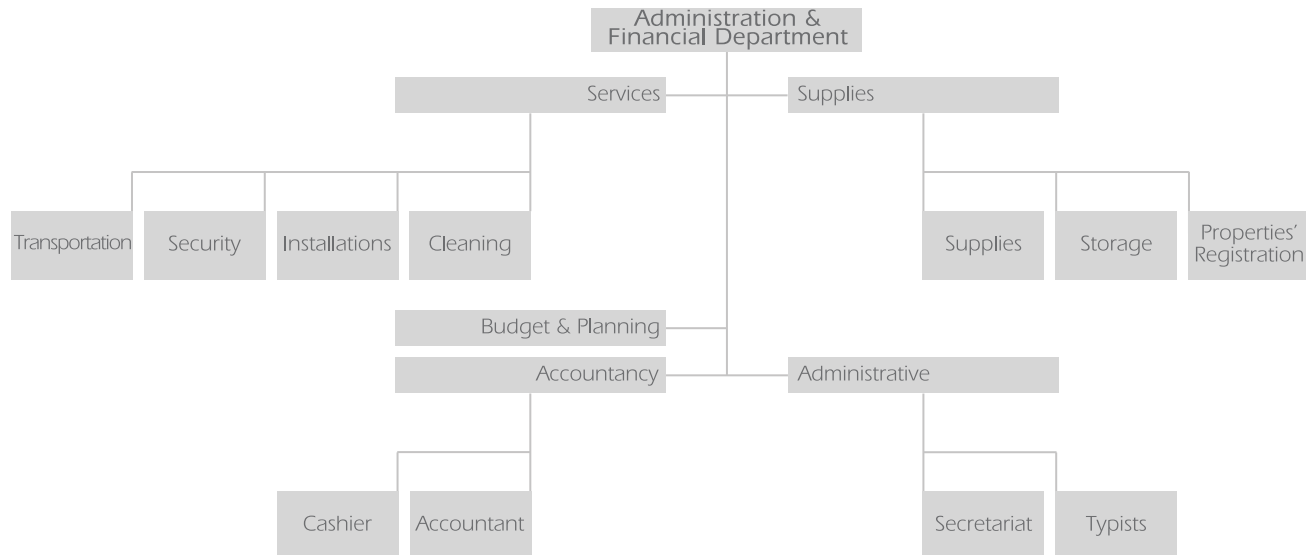 Administration &
Financial Department
Services
Supplies
Transportation
Security
Installations
Cleaning
Supplies
Storage
Properties’
Registration
Budget & Planning
Accountancy
Administrative
Cashier
Accountant
Secretariat
Typists